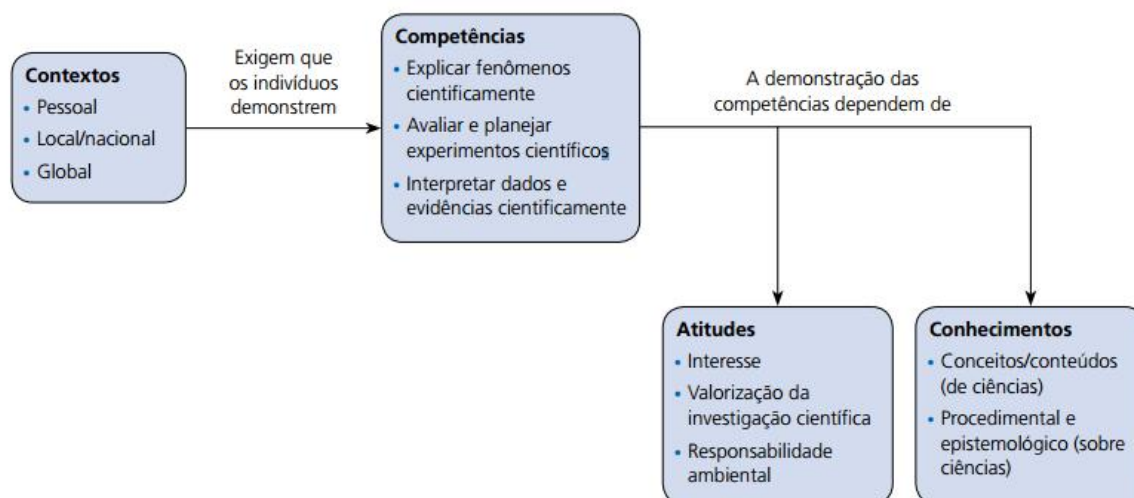 Contextos
• Pessoal
• Local/nacional
• Global
Exigem que
os indivíduos
demonstrem
Competências
• Explicar fenômenos
cientificamente
• Avaliar e planejar
experimentos científicos
• Interpretar dados e
evidências cientificamente
A demonstração das
competências dependem de
Atitudes
• Interesse
• Valorização da
investigação científica
• Responsabilidade
ambiental
Conhecimentos
• Conceitos/conteúdos
(de ciências)
• Procedimental e
epistemológico (sobre
ciências)